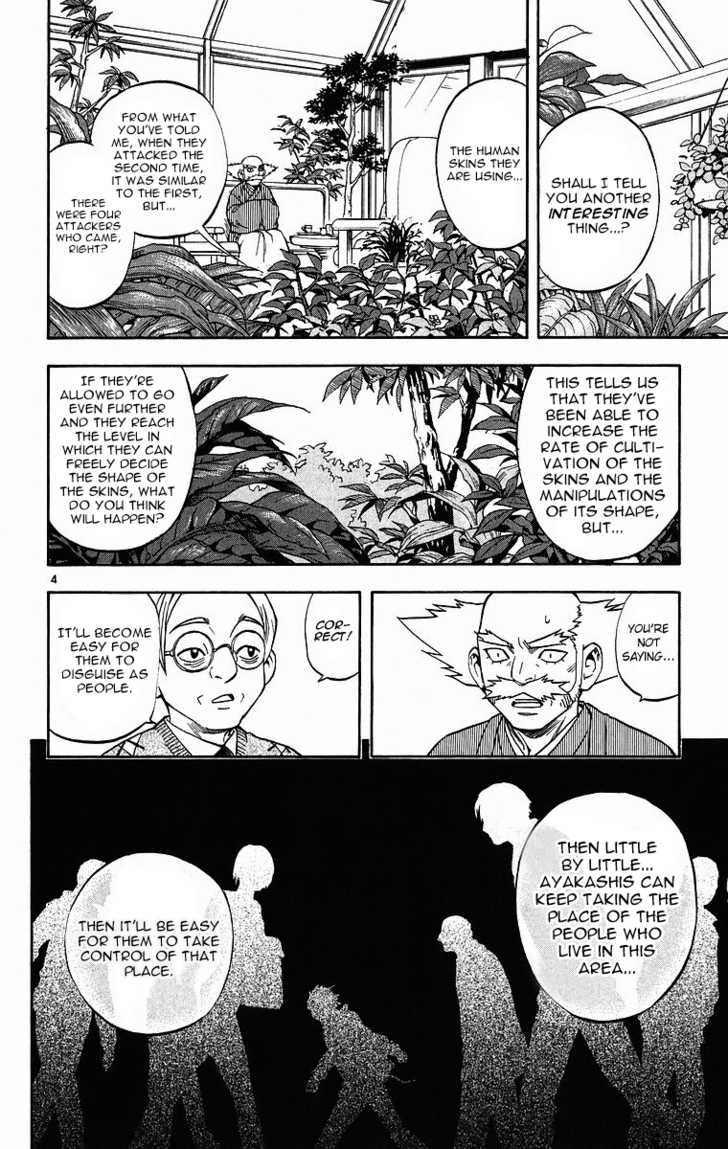 SHALL I TELL
YOU ANOTHER
INTERESTING
THING...?
THE HUMAN
SKINS THEY
ARE USING...
FROM WHAT
YOU'VE TOLD
ME, WHEN THEY
ATTACKED THE
SECOND TIME,
IT WAS SIMILAR
TO THE FIRST,
BUT...
THERE
WERE FOUR
ATTACKERS
WHO CAME,
RIGHT?
THIS TELLS US
THAT THEY'VE
BEEN ABLE TO
INCREASE THE
RATE OF CULTI-
VATION OF THE
SKINS AND THE
MANIPULATIONS
OF ITS SHAPE,
BUT...
IF THEY'RE
ALLOWED TO GO
EVEN FURTHER
AND THEY REACH
THE LEVEL IN
WHICH THEY CAN
FREELY DECIDE
THE SHAPE OF
THE SKINS, WHAT
DO YOU THINK
WILL HAPPEN?
4
YOU'RE
NOT
SAYING...
COR-
RECT!
IT'LL BECOME
EASY FOR
THEM TO
DISGUISE AS
PEOPLE.
THEN LITTLE
BY LITTLE...
AYAKASHIS CAN
KEEP TAKING THE
PLACE OF THE
PEOPLE WHO
LIVE IN THIS
AREA...
THEN IT'LL BE EASY
FOR THEM TO TAKE
CONTROL OF THAT
PLACE.